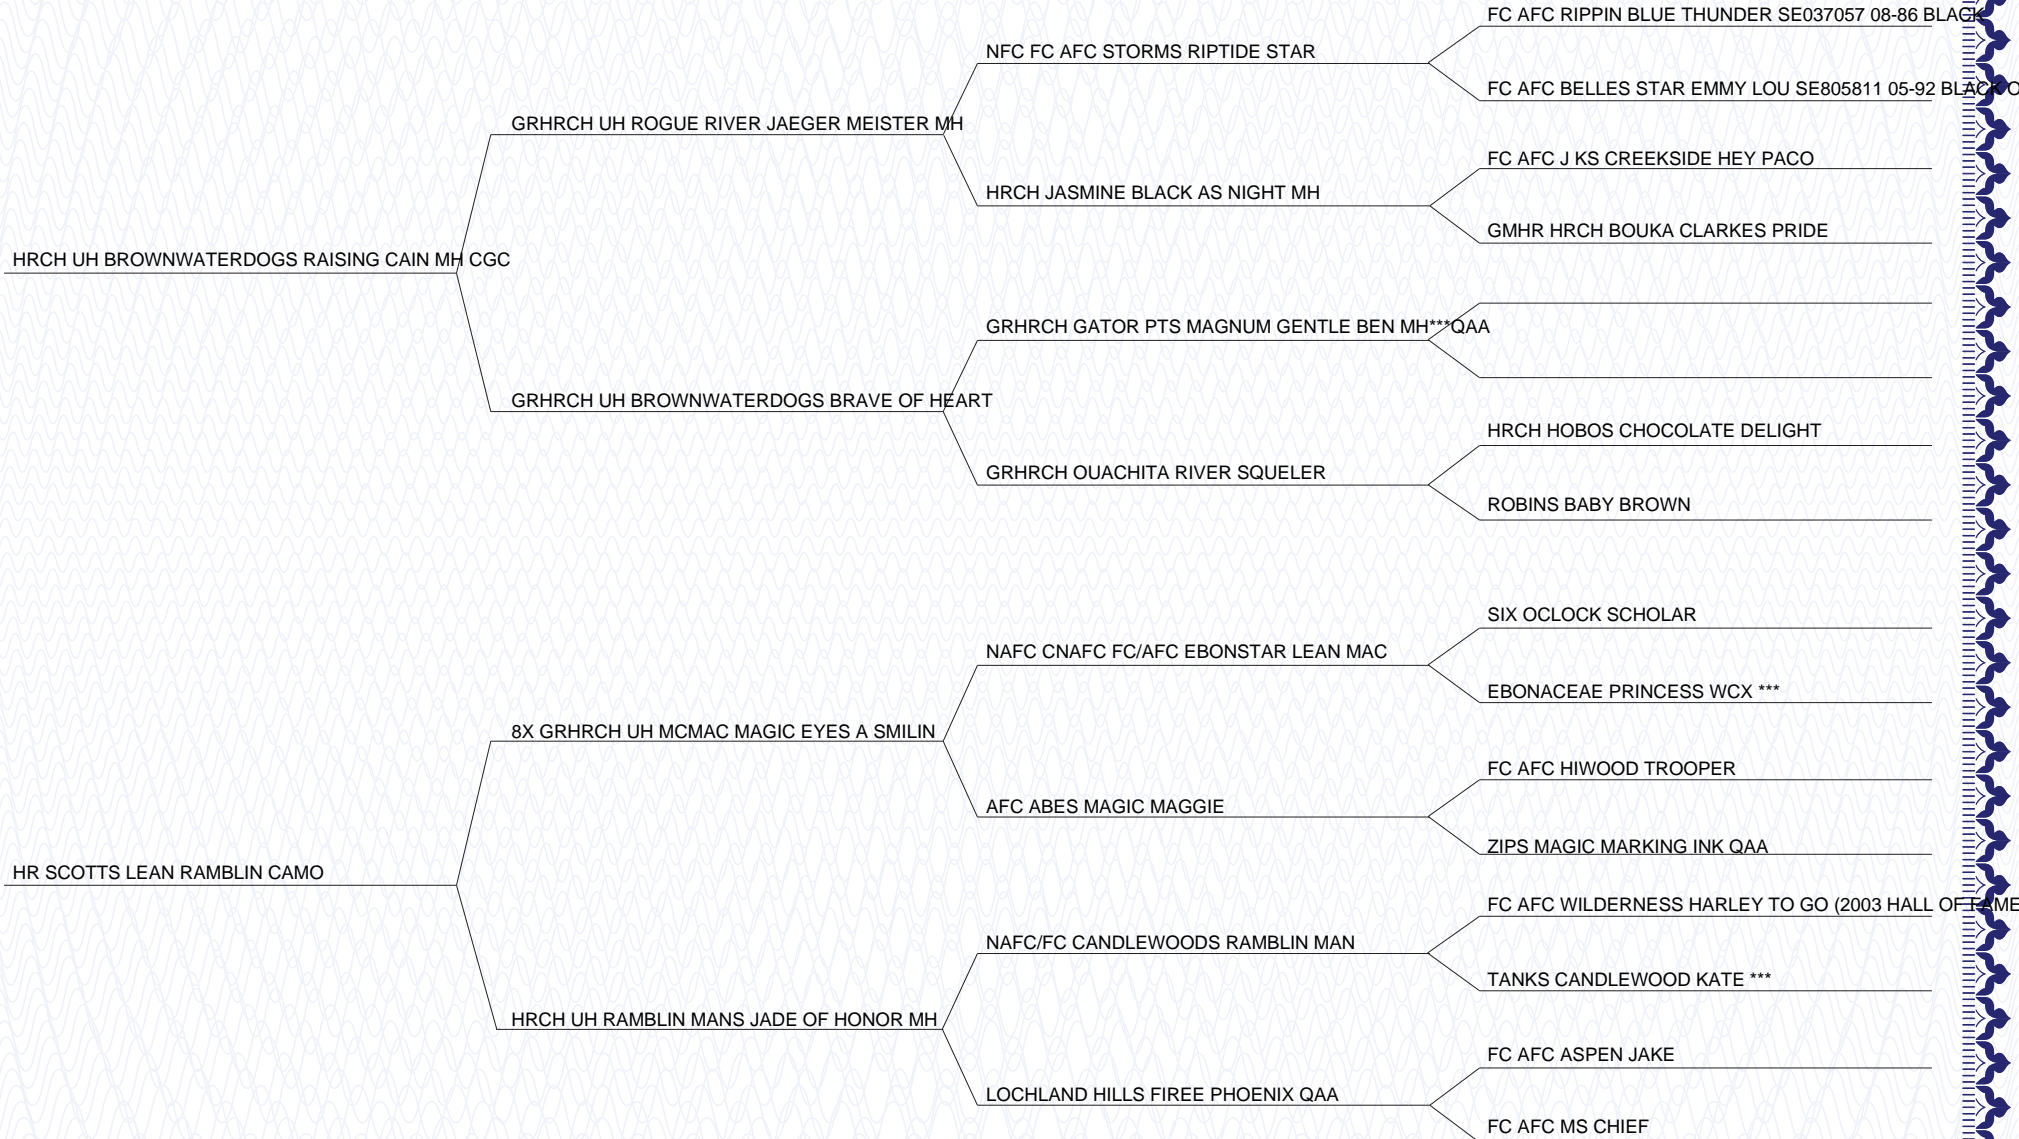 FC AFC RIPPIN BLUE THUNDER SE037057 08-86 BLACK
NFC FC AFC STORMS RIPTIDE STAR
FC AFC BELLES STAR EMMY LOU SE805811 05-92 BLACK O
GRHRCH UH ROGUE RIVER JAEGER MEISTER MH
FC AFC J KS CREEKSIDE HEY PACO
HRCH JASMINE BLACK AS NIGHT MH
GMHR HRCH BOUKA CLARKES PRIDE
HRCH UH BROWNWATERDOGS RAISING CAIN MH CGC
GRHRCH GATOR PTS MAGNUM GENTLE BEN MH***QAA
GRHRCH UH BROWNWATERDOGS BRAVE OF HEART
HRCH HOBOS CHOCOLATE DELIGHT
GRHRCH OUACHITA RIVER SQUELER
ROBINS BABY BROWN
SIX OCLOCK SCHOLAR
NAFC CNAFC FC/AFC EBONSTAR LEAN MAC
EBONACEAE PRINCESS WCX ***
8X GRHRCH UH MCMAC MAGIC EYES A SMILIN
FC AFC HIWOOD TROOPER
AFC ABES MAGIC MAGGIE
ZIPS MAGIC MARKING INK QAA
HR SCOTTS LEAN RAMBLIN CAMO
FC AFC WILDERNESS HARLEY TO GO (2003 HALL OF FAME
NAFC/FC CANDLEWOODS RAMBLIN MAN
TANKS CANDLEWOOD KATE ***
HRCH UH RAMBLIN MANS JADE OF HONOR MH
FC AFC ASPEN JAKE
LOCHLAND HILLS FIREE PHOENIX QAA
FC AFC MS CHIEF